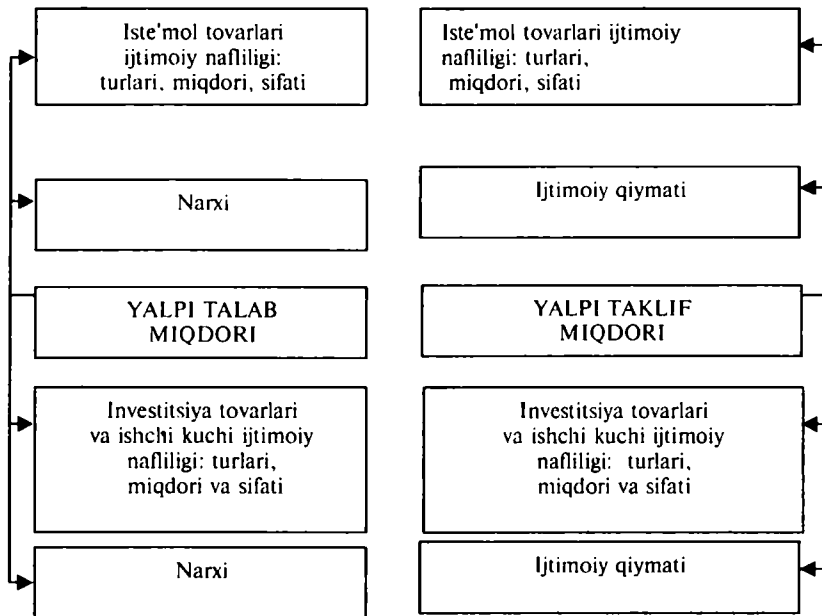 Iste'mol tovarlari
ijtimoiy nafliligi:
turlari, miqdori, sifati
Iste'mol tovarlari ijtimoiy
nafliligi: turlari,
miqdori, sifati
Narxi
Ijtimoiy qiymati
YALPI TALAB
MIQDORI
YALPI TAKLIF
MIQDORI
Investitsiya tovarlari
va ishchi kuchi ijtimoiy
nafliligi: turlari,
miqdori va sifati
Investitsiya tovarlari
va ishchi kuchi ijtimoiy
nafliligi: turlari,
miqdori va sifati
Narxi
Ijtimoiy qiymati